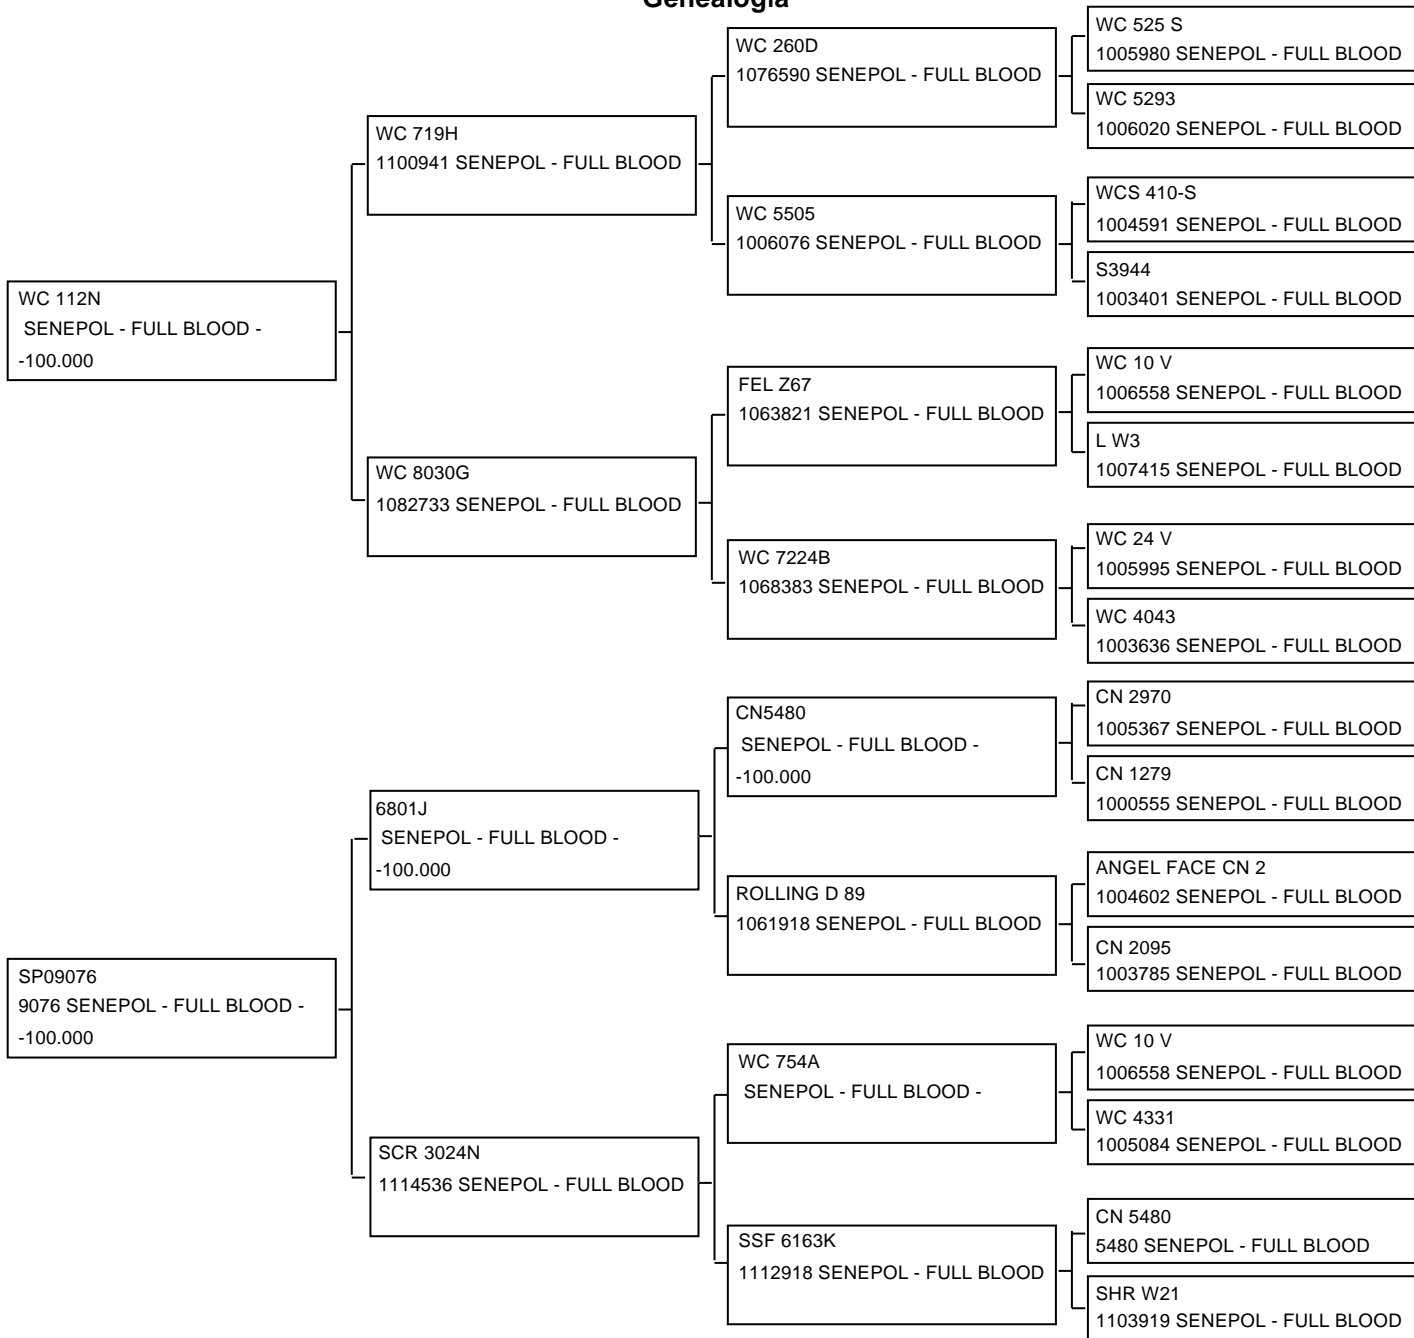 Genealogia
WC 112N
SENEPOL - FULL BLOOD -
-100.000
SP09076
9076 SENEPOL - FULL BLOOD -
-100.000
WC 719H
1100941 SENEPOL - FULL BLOOD
WC 8030G
1082733 SENEPOL - FULL BLOOD
6801J
SENEPOL - FULL BLOOD -
-100.000
SCR 3024N
1114536 SENEPOL - FULL BLOOD
WC 260D
1076590 SENEPOL - FULL BLOOD
WC 5505
1006076 SENEPOL - FULL BLOOD
FEL Z67
1063821 SENEPOL - FULL BLOOD
WC 7224B
1068383 SENEPOL - FULL BLOOD
CN5480
SENEPOL - FULL BLOOD -
-100.000
ROLLING D 89
1061918 SENEPOL - FULL BLOOD
WC 754A
SENEPOL - FULL BLOOD -
SSF 6163K
1112918 SENEPOL - FULL BLOOD
WC 525 S
1005980 SENEPOL - FULL BLOOD
WC 5293
1006020 SENEPOL - FULL BLOOD
WCS 410-S
1004591 SENEPOL - FULL BLOOD
S3944
1003401 SENEPOL - FULL BLOOD
WC 10 V
1006558 SENEPOL - FULL BLOOD
L W3
1007415 SENEPOL - FULL BLOOD
WC 24 V
1005995 SENEPOL - FULL BLOOD
WC 4043
1003636 SENEPOL - FULL BLOOD
CN 2970
1005367 SENEPOL - FULL BLOOD
CN 1279
1000555 SENEPOL - FULL BLOOD
ANGEL FACE CN 2
1004602 SENEPOL - FULL BLOOD
CN 2095
1003785 SENEPOL - FULL BLOOD
WC 10 V
1006558 SENEPOL - FULL BLOOD
WC 4331
1005084 SENEPOL - FULL BLOOD
CN 5480
5480 SENEPOL - FULL BLOOD
SHR W21
1103919 SENEPOL - FULL BLOOD